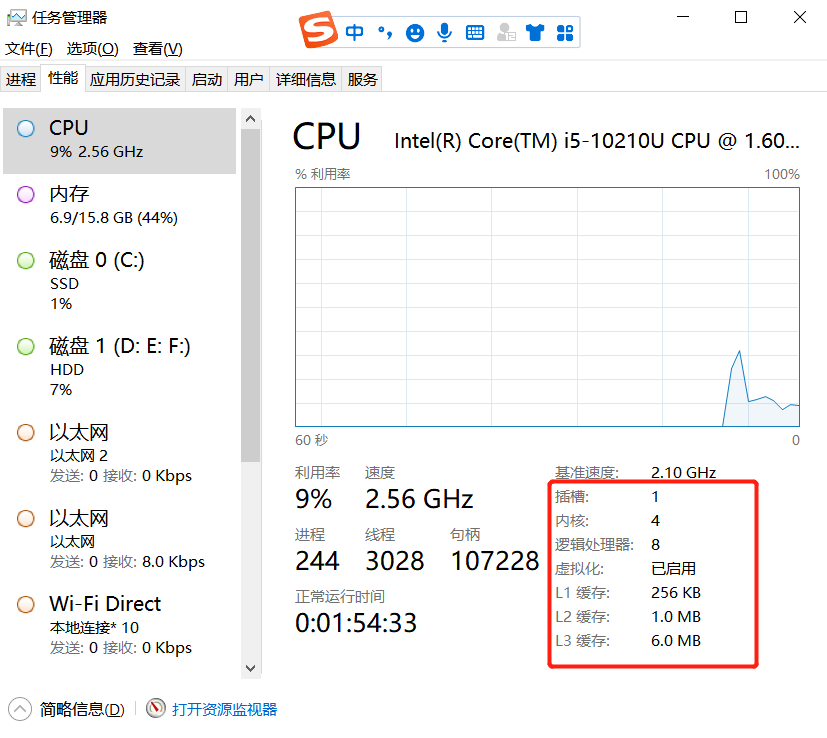 任务管理器
中
文件(F) 选项(O) 查看(V)
进程 性能 应用历史记录 启动 用户 详细信息 服务
CPU
9% 2.56 GHz
内存
6.9/15.8 GB (44%)
磁盘 0 (C:)
SSD
1%
磁盘 1 (D: E: F:)
HDD
7%
以太网
以太网 2
发送: 0 接收: 0 Kbps
以太网
以太网
发送: 0 接收: 8.0 Kbps
Wi-Fi Direct
本地连接* 10
发送: 0 接收: 0 Kbps
CPU Intel(R) Core(TM) i5-10210U CPU @ 1.60...
% 利用率 100%
60 秒 0
利用率 速度
9% 2.56 GHz
进程 线程 句柄
244 3028 107228
正常运行时间
0:01:54:33
基准速度: 2.10 GHz
插槽: 1
内核: 4
逻辑处理器: 8
虚拟化: 已启用
L1 缓存: 256 KB
L2 缓存: 1.0 MB
L3 缓存: 6.0 MB
简略信息(D) 打开资源监视器